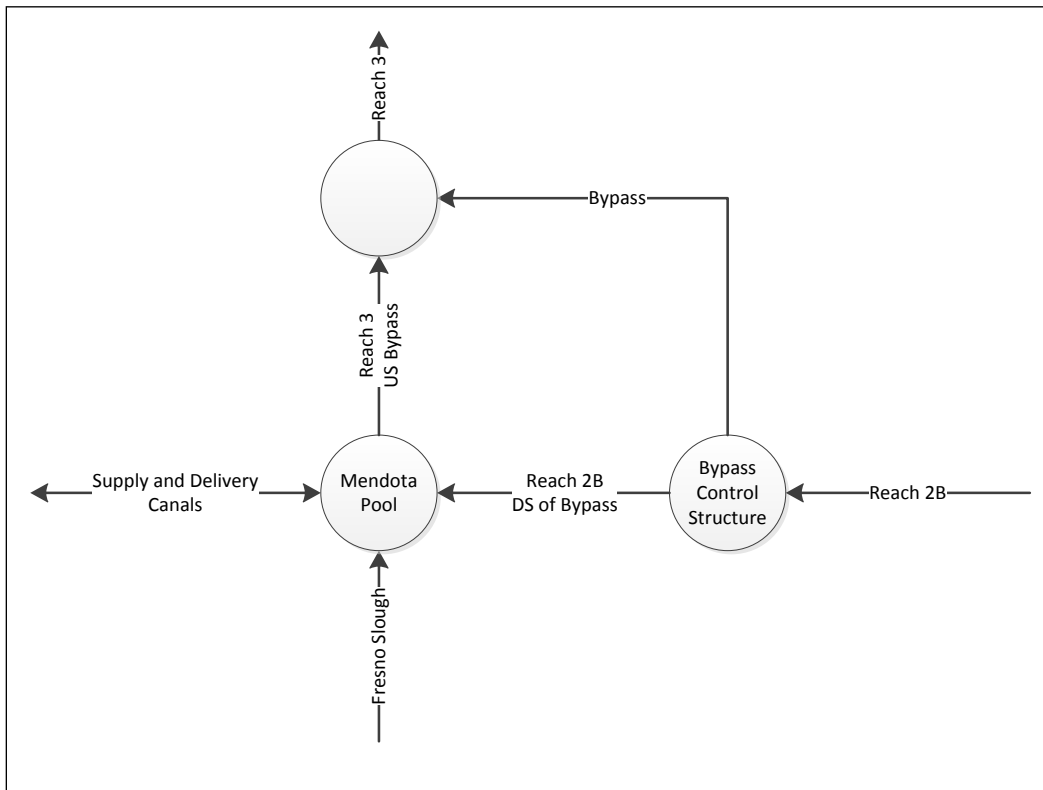 Reach 3
Bypass
Reach 3
US Bypass
Supply and Delivery
Canals
Mendota
Pool
Reach 2B
DS of Bypass
Bypass
Control
Structure
Reach 2B
Fresno Slough